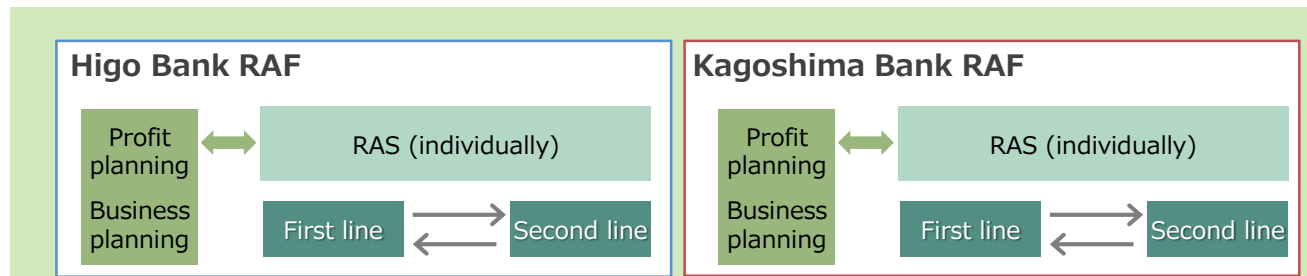 Higo Bank RAF
Profit
planning
Business
planning
RAS (individually)
First line
Second line
Kagoshima Bank RAF
Profit
planning
Business
planning
RAS (individually)
First line
Second line